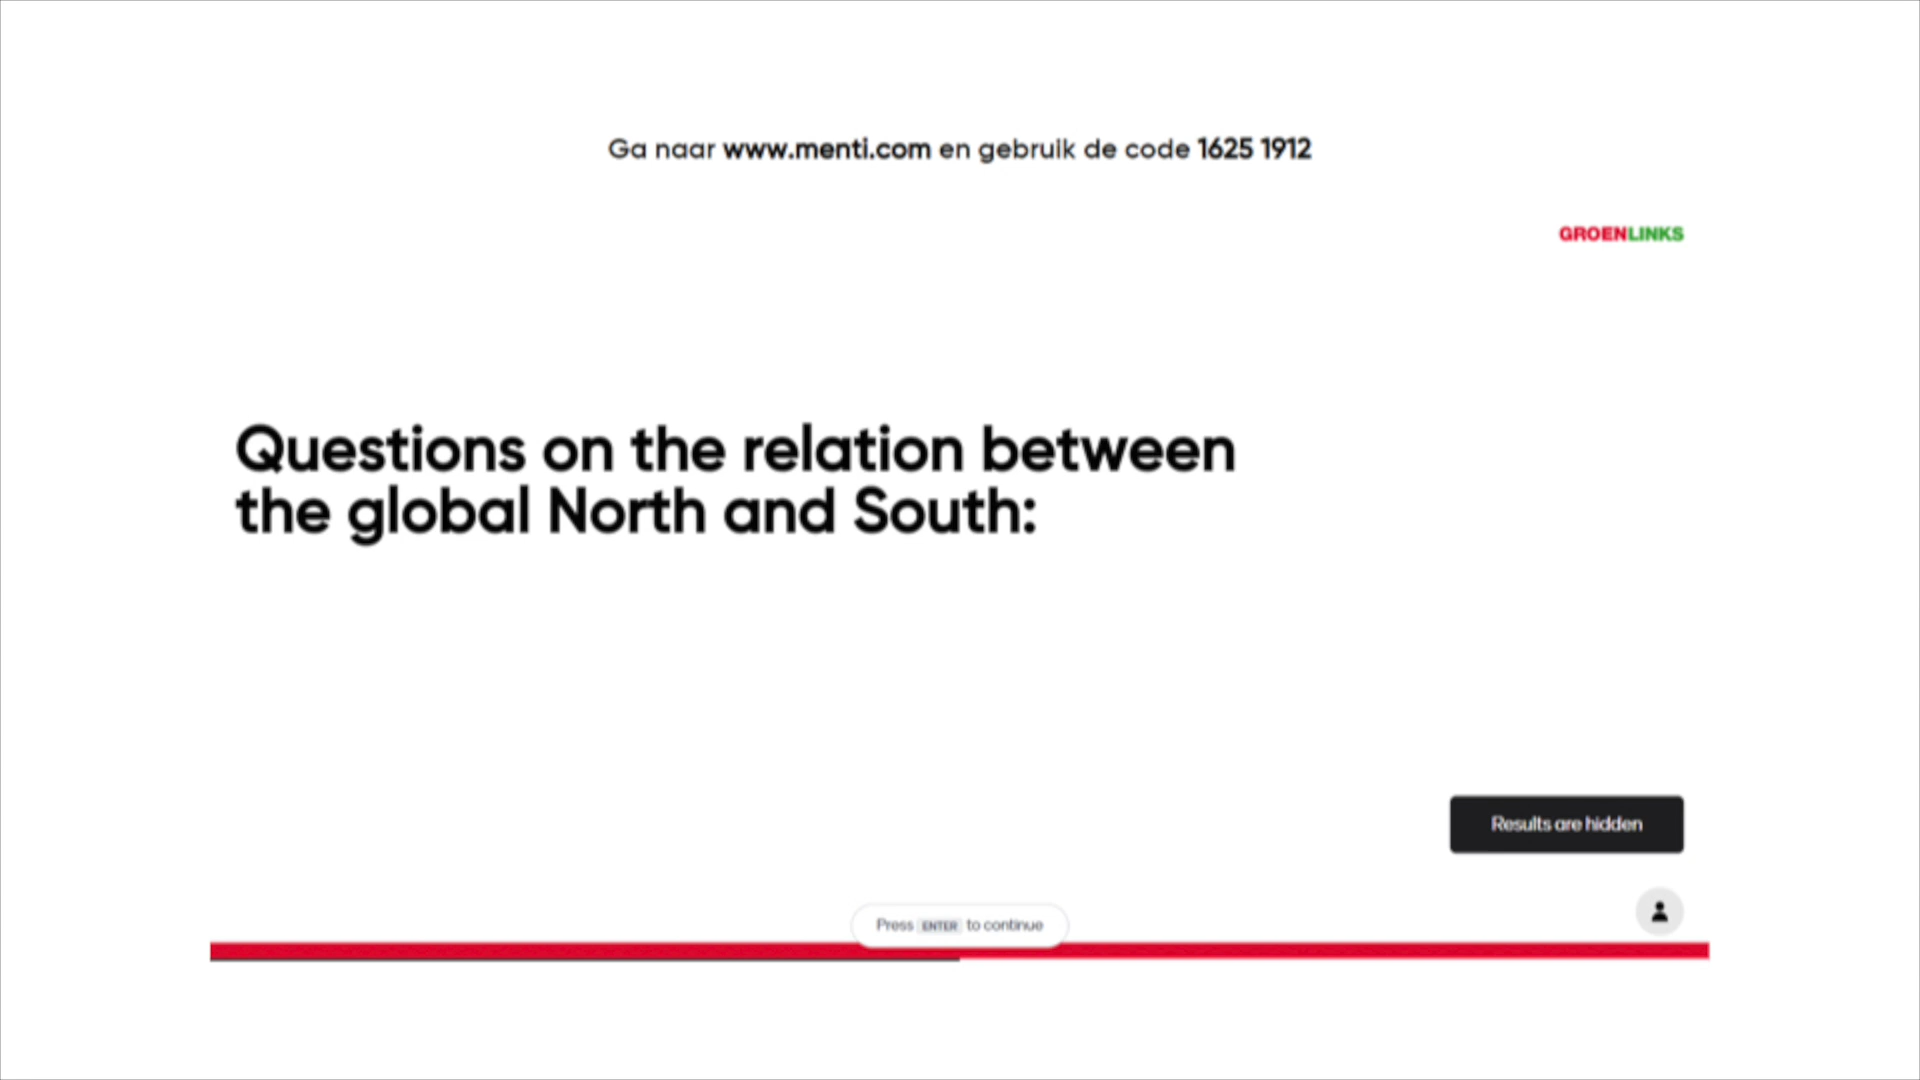 Ga naar www.menti.com en gebruik de code 1625 1912
GROENLINKS
Questions on the relation between
the global North and South:
Results are hidden
Press ENTER to continue